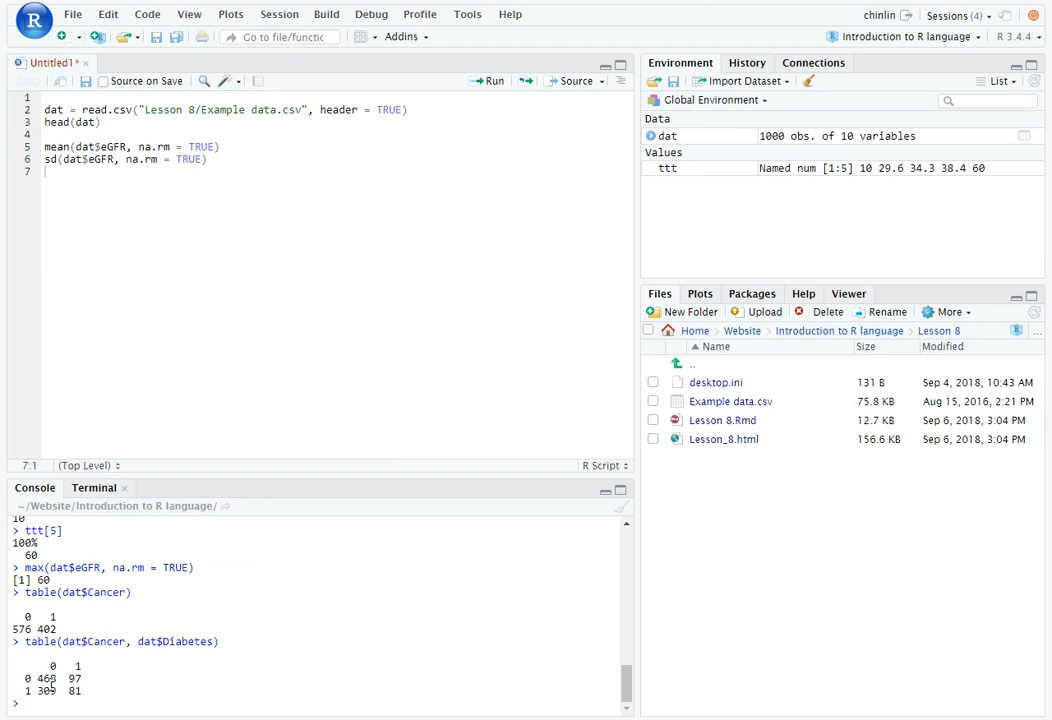 R File Edit Code View Plots Session Build Debug Profile Tools Help chinlin Sessions (4)
Go to file/functic Addins Introduction to R language R 3.4.4
Untitled1* ×
Source on Save Run Source
1
2 dat = read.csv("Lesson 8/Example data.csv", header = TRUE)
3 head(dat)
4
5 mean(dat$eGFR, na.rm = TRUE)
6 sd(dat$eGFR, na.rm = TRUE)
7
7:1 (Top Level) R Script
Console Terminal ×
~/Website/Introduction to R language/
10
> ttt[5]
100%
60
> max(dat$eGFR, na.rm = TRUE)
[1] 60
> table(dat$Cancer)
0 1
576 402
> table(dat$Cancer, dat$Diabetes)
0 1
0 468 97
1 309 81
>
Environment History Connections
Import Dataset List
Global Environment
Data
dat 1000 obs. of 10 variables
Values
ttt Named num [1:5] 10 29.6 34.3 38.4 60
Files Plots Packages Help Viewer
New Folder Upload Delete Rename More
Home Website Introduction to R language Lesson 8 ...
Name Size Modified
..
desktop.ini 131 B Sep 4, 2018, 10:43 AM
Example data.csv 75.8 KB Aug 15, 2016, 2:21 PM
Lesson 8.Rmd 12.7 KB Sep 6, 2018, 3:04 PM
Lesson_8.html 156.6 KB Sep 6, 2018, 3:04 PM